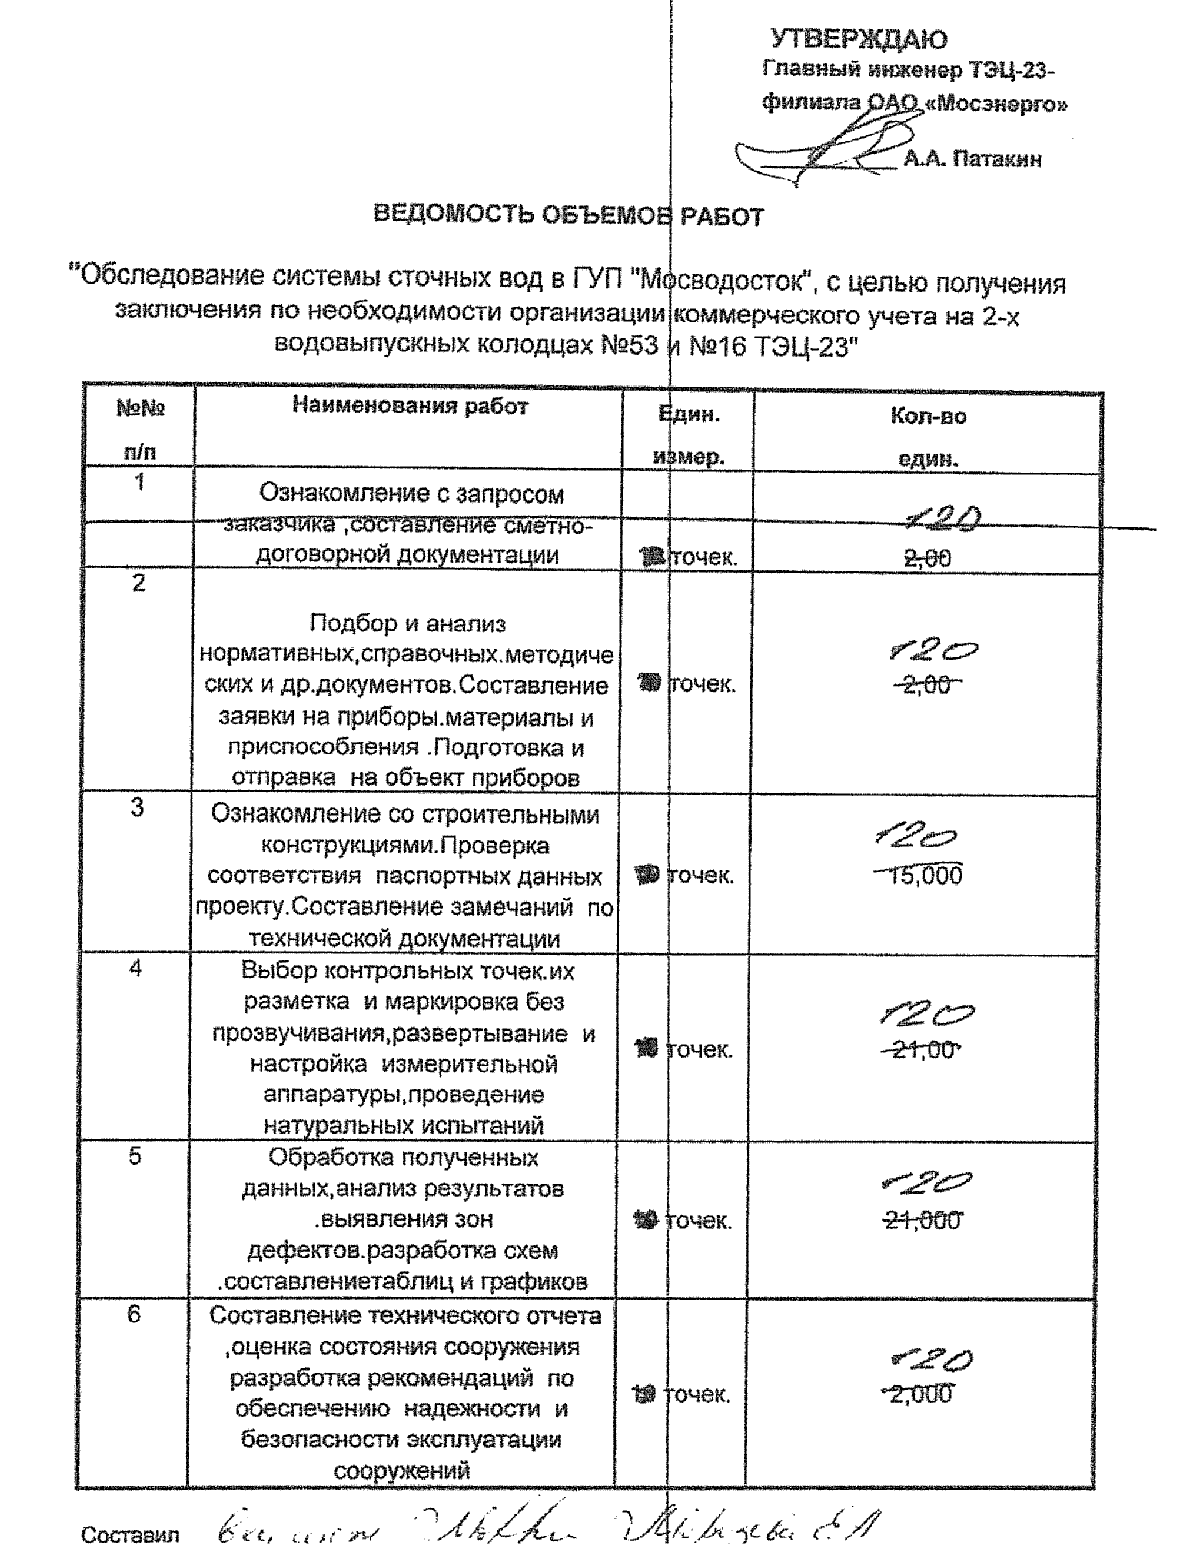 УТВЕРЖДАЮ
Главный инженер ТЭЦ-23-
филиала ОАО «Мосэнерго»
А.А. Патакин
ВЕДОМОСТЬ ОБЪЕМОВ РАБОТ
"Обследование системы сточных вод в ГУП "Мосводосток", с целью получения
заключения по необходимости организации коммерческого учета на 2-х
водовыпускных колодцах №53 и №16 ТЭЦ-23"
№№ Наименования работ Един. Кол-во
п/п измер. един.
1
Ознакомление с запросом
заказчика ,составление сметно-
120
договорной документации точек. 2,00
2
Подбор и анализ
нормативных,справочных.методиче 120
ских и др.документов.Составление точек. 2,00
заявки на приборы.материалы и
приспособления .Подготовка и
отправка на объект приборов
3 Ознакомление со строительными
конструкциями.Проверка 120
соответствия паспортных данных точек. 15,000
проекту.Составление замечаний по
технической документации
4 Выбор контрольных точек.их
разметка и маркировка без 120
прозвучивания,развертывание и
настройка измерительной точек. 21,00
аппаратуры,проведение
натуральных испытаний
5 Обработка полученных
данных,анализ результатов 120
.выявления зон точек. 21,000
дефектов.разработка схем
.составлениетаблиц и графиков
6 Составление технического отчета
,оценка состояния сооружения 120
разработка рекомендаций по точек. 2,000
обеспечению надежности и
безопасности эксплуатации
сооружений
Составил